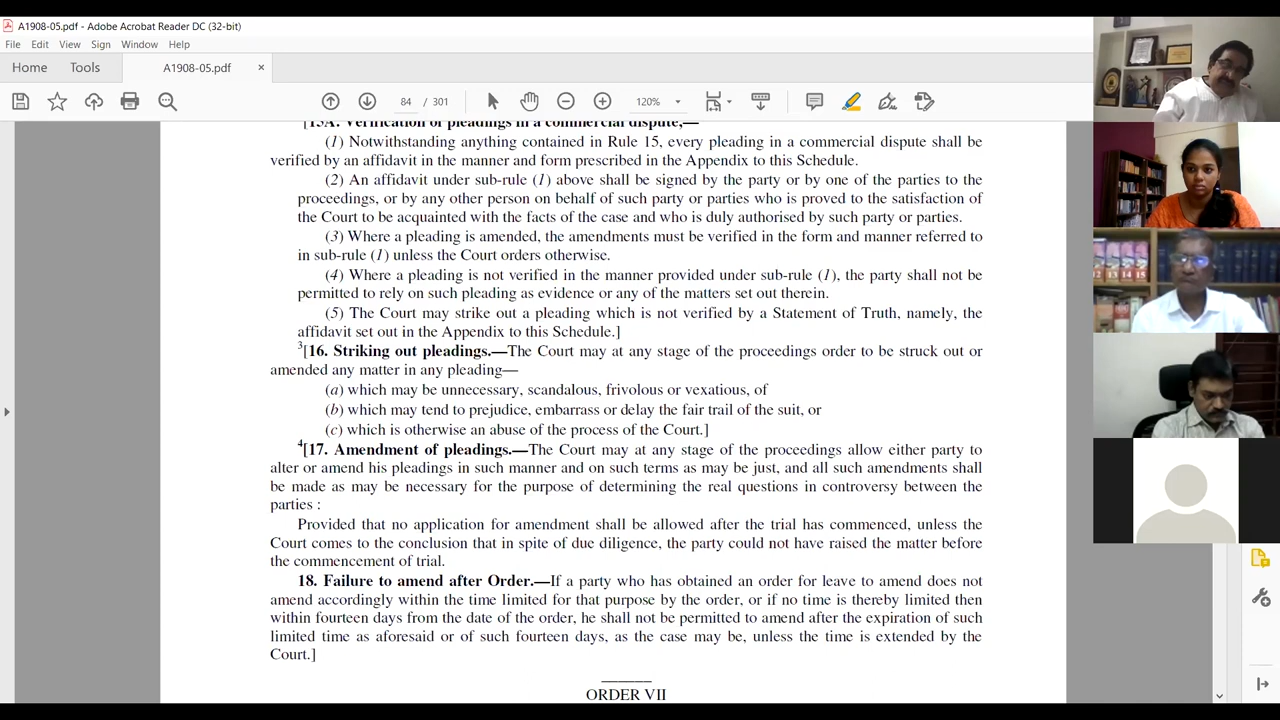 A1908-05.pdf - Adobe Acrobat Reader DC (32-bit)
File Edit View Sign Window Help
Home Tools A1908-05.pdf ×
84 / 301 120%
[15A. Verification of pleadings in a commercial dispute,—
(1) Notwithstanding anything contained in Rule 15, every pleading in a commercial dispute shall be
verified by an affidavit in the manner and form prescribed in the Appendix to this Schedule.
(2) An affidavit under sub-rule (1) above shall be signed by the party or by one of the parties to the
proceedings, or by any other person on behalf of such party or parties who is proved to the satisfaction of
the Court to be acquainted with the facts of the case and who is duly authorised by such party or parties.
(3) Where a pleading is amended, the amendments must be verified in the form and manner referred to
in sub-rule (1) unless the Court orders otherwise.
(4) Where a pleading is not verified in the manner provided under sub-rule (1), the party shall not be
permitted to rely on such pleading as evidence or any of the matters set out therein.
(5) The Court may strike out a pleading which is not verified by a Statement of Truth, namely, the
affidavit set out in the Appendix to this Schedule.]
3[16. Striking out pleadings.—The Court may at any stage of the proceedings order to be struck out or
amended any matter in any pleading—
(a) which may be unnecessary, scandalous, frivolous or vexatious, of
(b) which may tend to prejudice, embarrass or delay the fair trail of the suit, or
(c) which is otherwise an abuse of the process of the Court.]
4[17. Amendment of pleadings.—The Court may at any stage of the proceedings allow either party to
alter or amend his pleadings in such manner and on such terms as may be just, and all such amendments shall
be made as may be necessary for the purpose of determining the real questions in controversy between the
parties :
Provided that no application for amendment shall be allowed after the trial has commenced, unless the
Court comes to the conclusion that in spite of due diligence, the party could not have raised the matter before
the commencement of trial.
18. Failure to amend after Order.—If a party who has obtained an order for leave to amend does not
amend accordingly within the time limited for that purpose by the order, or if no time is thereby limited then
within fourteen days from the date of the order, he shall not be permitted to amend after the expiration of such
limited time as aforesaid or of such fourteen days, as the case may be, unless the time is extended by the
Court.]
ORDER VII
12 13 14 15